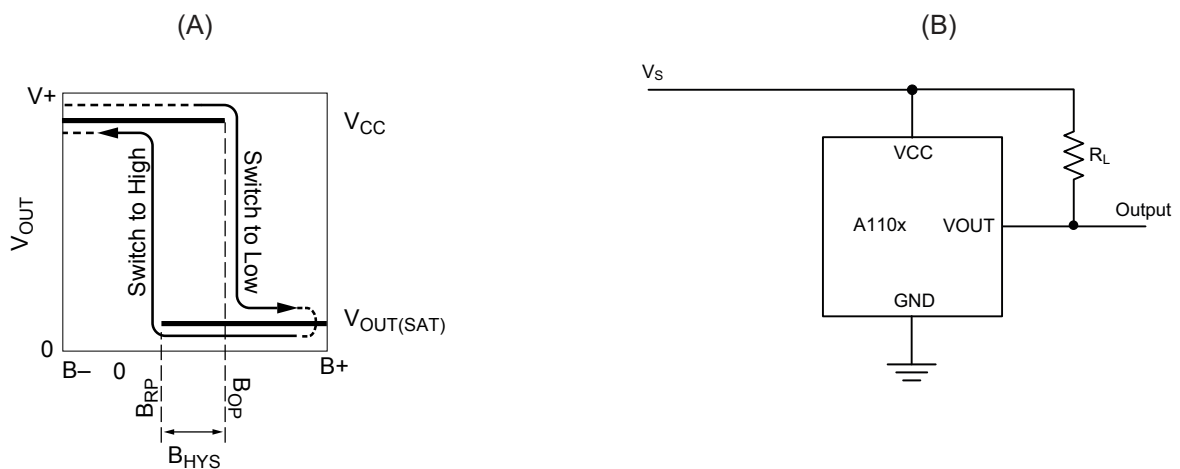 (A)
V+
VCC
Switch to High
Switch to Low
VOUT
VOUT(SAT)
0
B–
0
B+
BRP
BOP
BHYS
(B)
VS
VCC
RL
A110x
VOUT
Output
GND